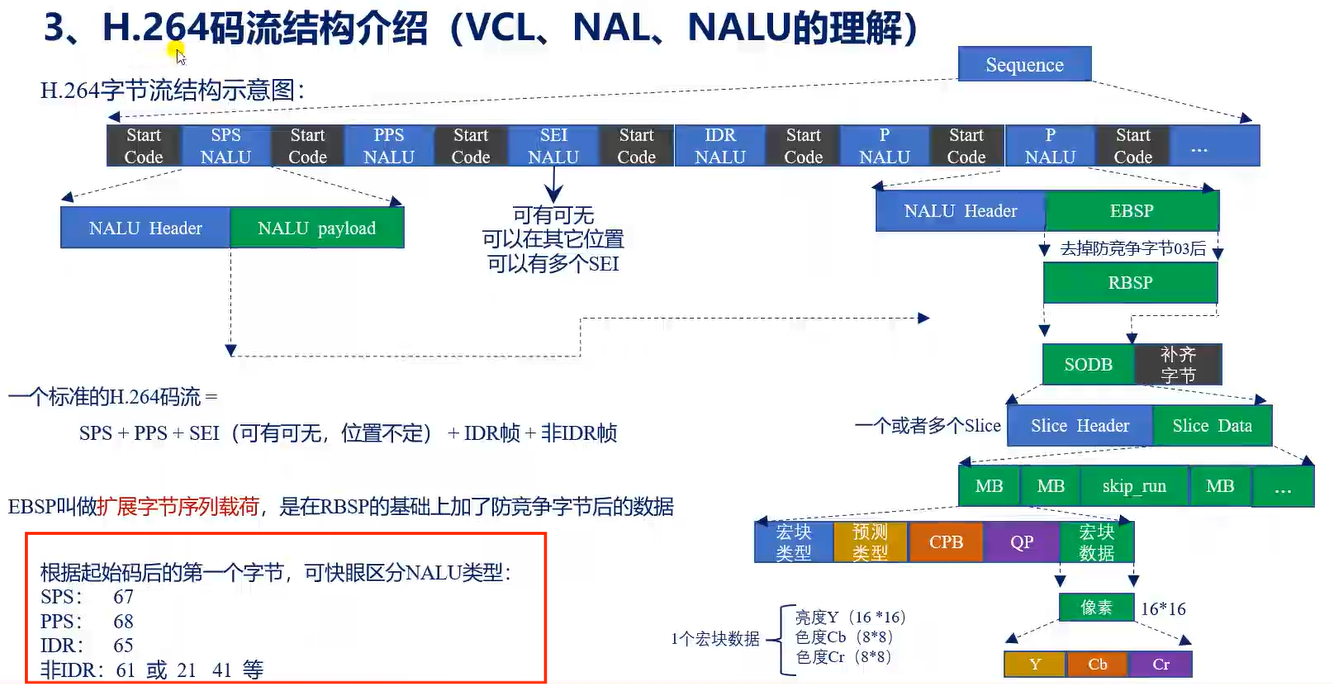 3、H.264码流结构介绍（VCL、NAL、NALU的理解）
Sequence
H.264字节流结构示意图：
Start Code
SPS NALU
Start Code
PPS NALU
Start Code
SEI NALU
Start Code
IDR NALU
Start Code
P NALU
Start Code
P NALU
Start Code
...
NALU Header
NALU payload
可有可无
可以在其它位置
可以有多个SEI
NALU Header
EBSP
去掉防竞争字节03后
RBSP
SODB
补齐字节
一个标准的H.264码流 =
SPS + PPS + SEI（可有可无，位置不定） + IDR帧 + 非IDR帧
一个或者多个Slice
Slice Header
Slice Data
MB
MB
skip_run
MB
...
EBSP叫做扩展字节序列载荷，是在RBSP的基础上加了防竞争字节后的数据
宏块类型
预测类型
CPB
QP
宏块数据
根据起始码后的第一个字节，可快眼区分NALU类型：
SPS： 67
PPS： 68
IDR： 65
非IDR：61 或 21 41 等
像素
16*16
1个宏块数据
亮度Y（16 *16）
色度Cb（8*8）
色度Cr（8*8）
Y
Cb
Cr